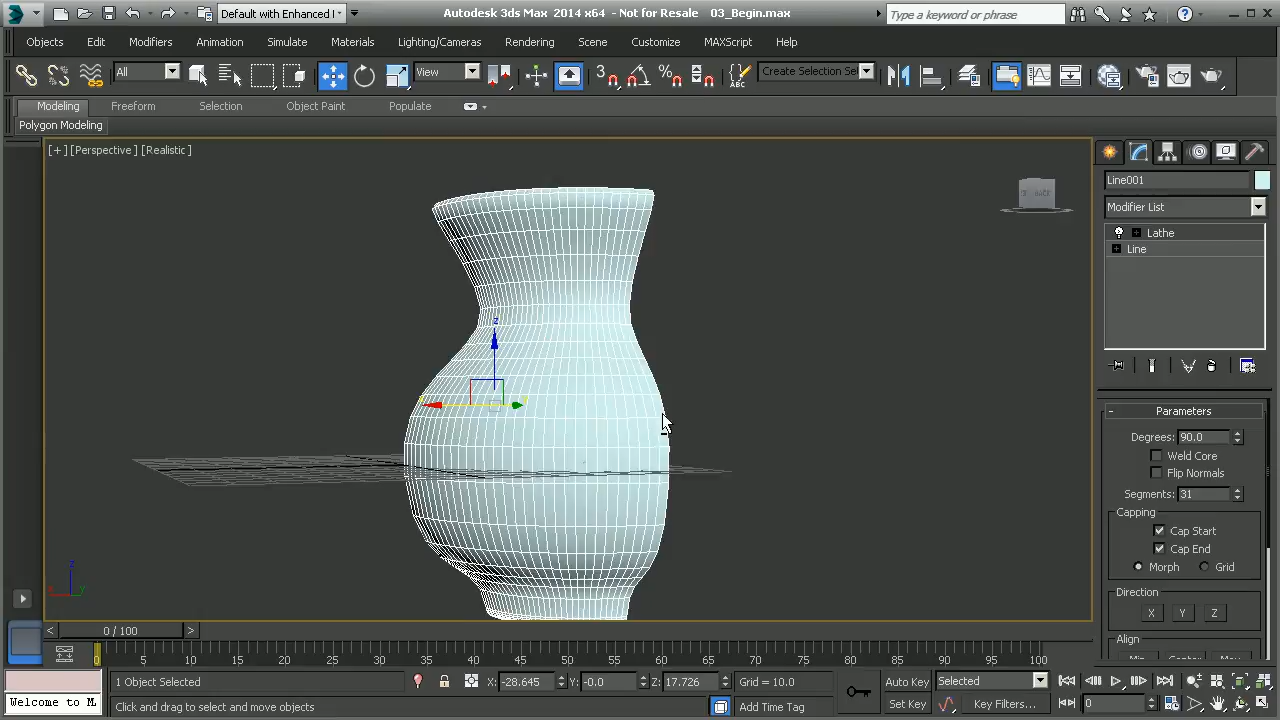 Default with Enhanced I
Autodesk 3ds Max 2014 x64 - Not for Resale 03_Begin.max
Type a keyword or phrase
Objects Edit Modifiers Animation Simulate Materials Lighting/Cameras Rendering Scene Customize MAXScript Help
All View 3 % ABC Create Selection Set
Modeling Freeform Selection Object Paint Populate
Polygon Modeling
[+][Perspective][Realistic]
Line001
Modifier List
Lathe
Line
z
Parameters
Degrees: 90.0
Weld Core
Flip Normals
Segments: 31
Capping
Cap Start
Cap End
Morph Grid
Direction
X Y Z
Align
z
x y
< 0 / 100 >
0 5 10 15 20 25 30 35 40 45 50 55 60 65 70 75 80 85 90 95 100
1 Object Selected X: -28.645 Y: -0.0 Z: 17.726 Grid = 10.0 Auto Key Selected
Welcome to M Click and drag to select and move objects Add Time Tag Set Key Key Filters... 0